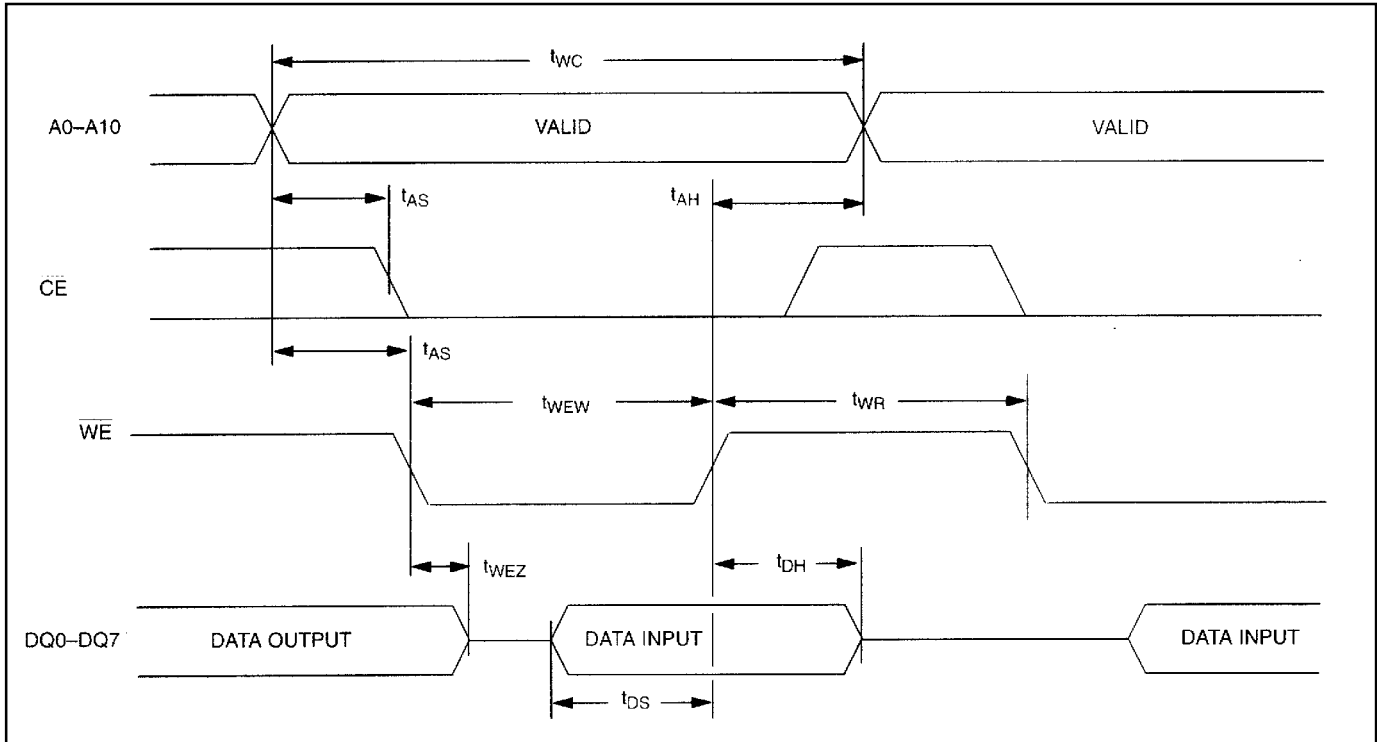 tWC
A0–A10 VALID VALID
tAS tAH
CE
tAS
tWEW tWR
WE
tWEZ tDH
DQ0–DQ7 DATA OUTPUT DATA INPUT DATA INPUT
tDS